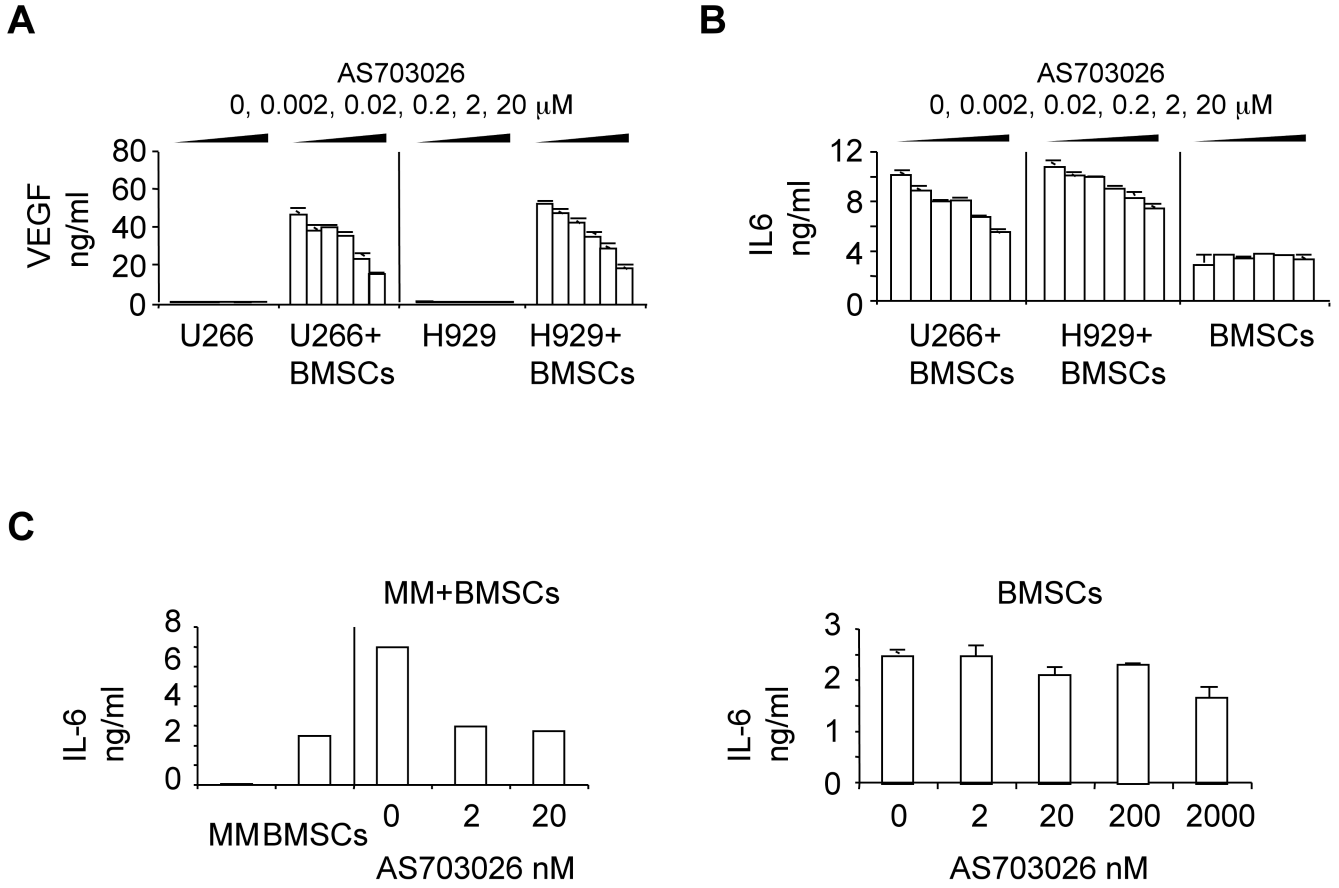 A
AS703026
0, 0.002, 0.02, 0.2, 2, 20 μM
VEGF
ng/ml
80
60
40
20
0
U266
U266+
BMSCs
H929
H929+
BMSCs
B
AS703026
0, 0.002, 0.02, 0.2, 2, 20 μM
IL6
ng/ml
12
8
4
0
U266+
BMSCs
H929+
BMSCs
BMSCs
C
MM+BMSCs
IL-6
ng/ml
8
6
4
2
0
MM BMSCs
0 2 20
AS703026 nM
BMSCs
IL-6
ng/ml
3
2
1
0
0 2 20 200 2000
AS703026 nM